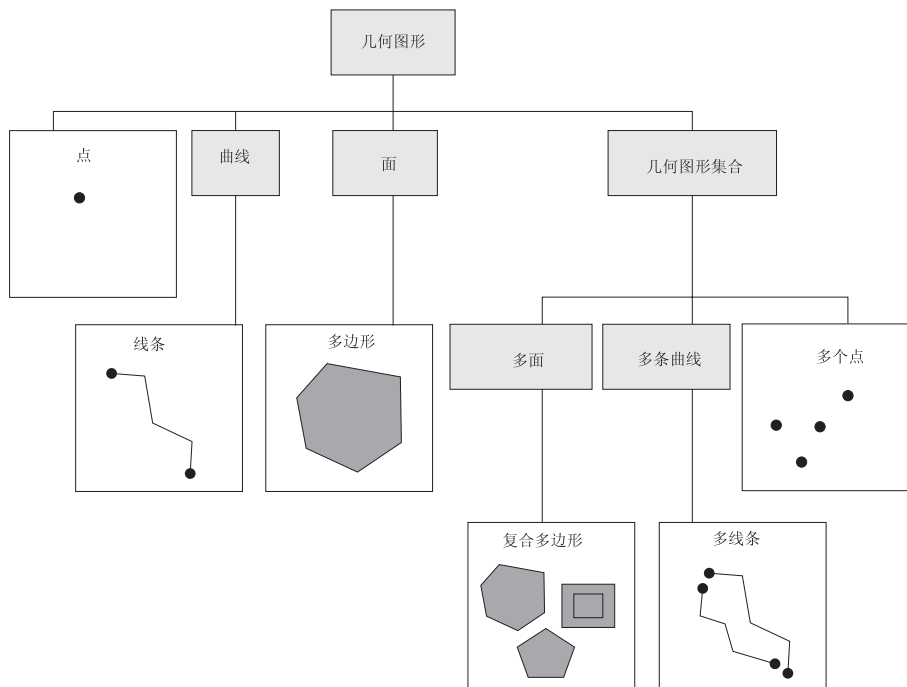 几何图形
点
曲线
面
几何图形集合
线条
多边形
多面
多条曲线
多个点
复合多边形
多线条